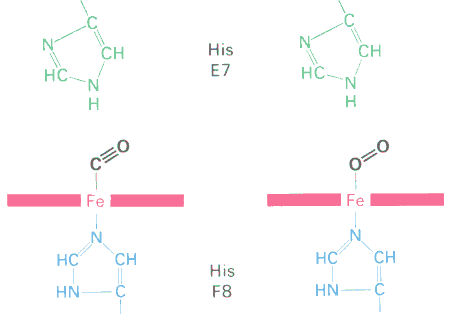 C C
N CH His N CH
HC N E7 HC N
H H
O O
C O
Fe Fe
N N
HC CH HC CH
HN C His HN C
F8